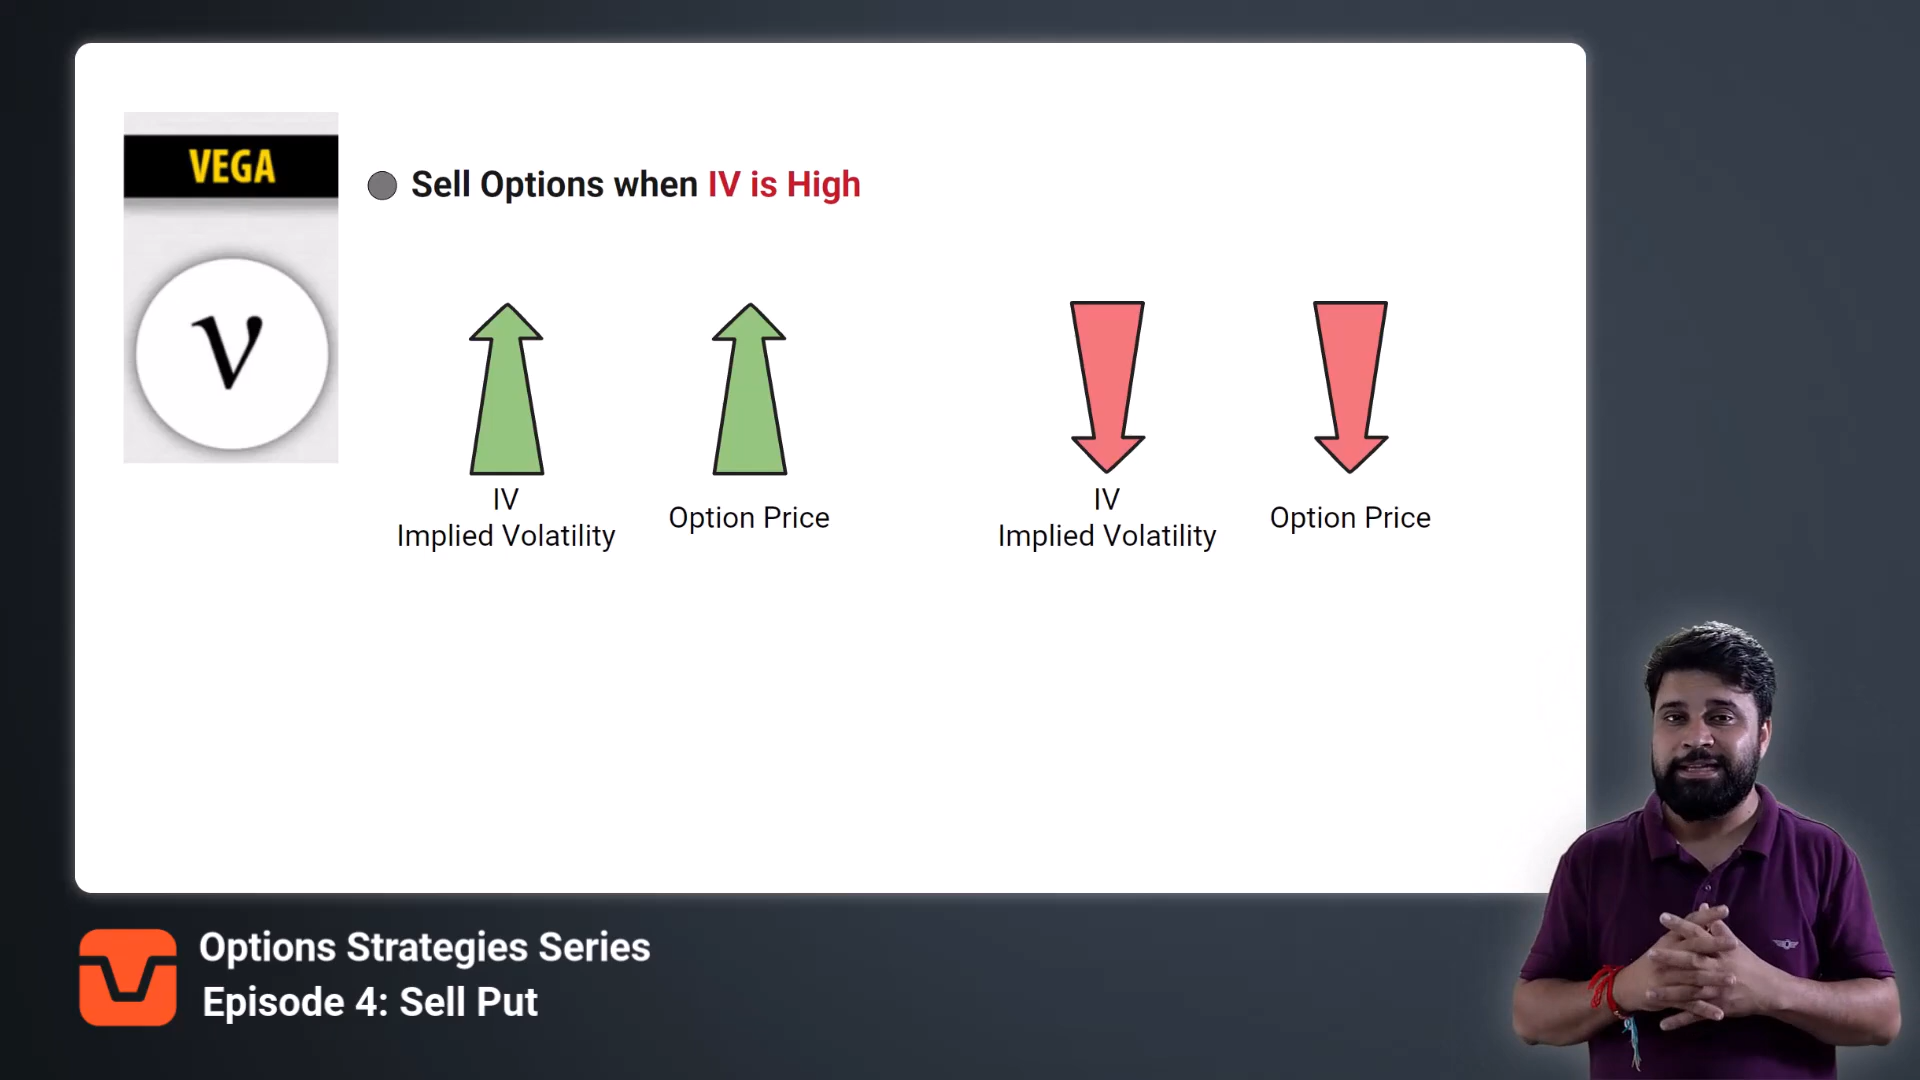 VEGA
ν
Sell Options when IV is High
IV
Implied Volatility
Option Price
IV
Implied Volatility
Option Price
Options Strategies Series
Episode 4: Sell Put